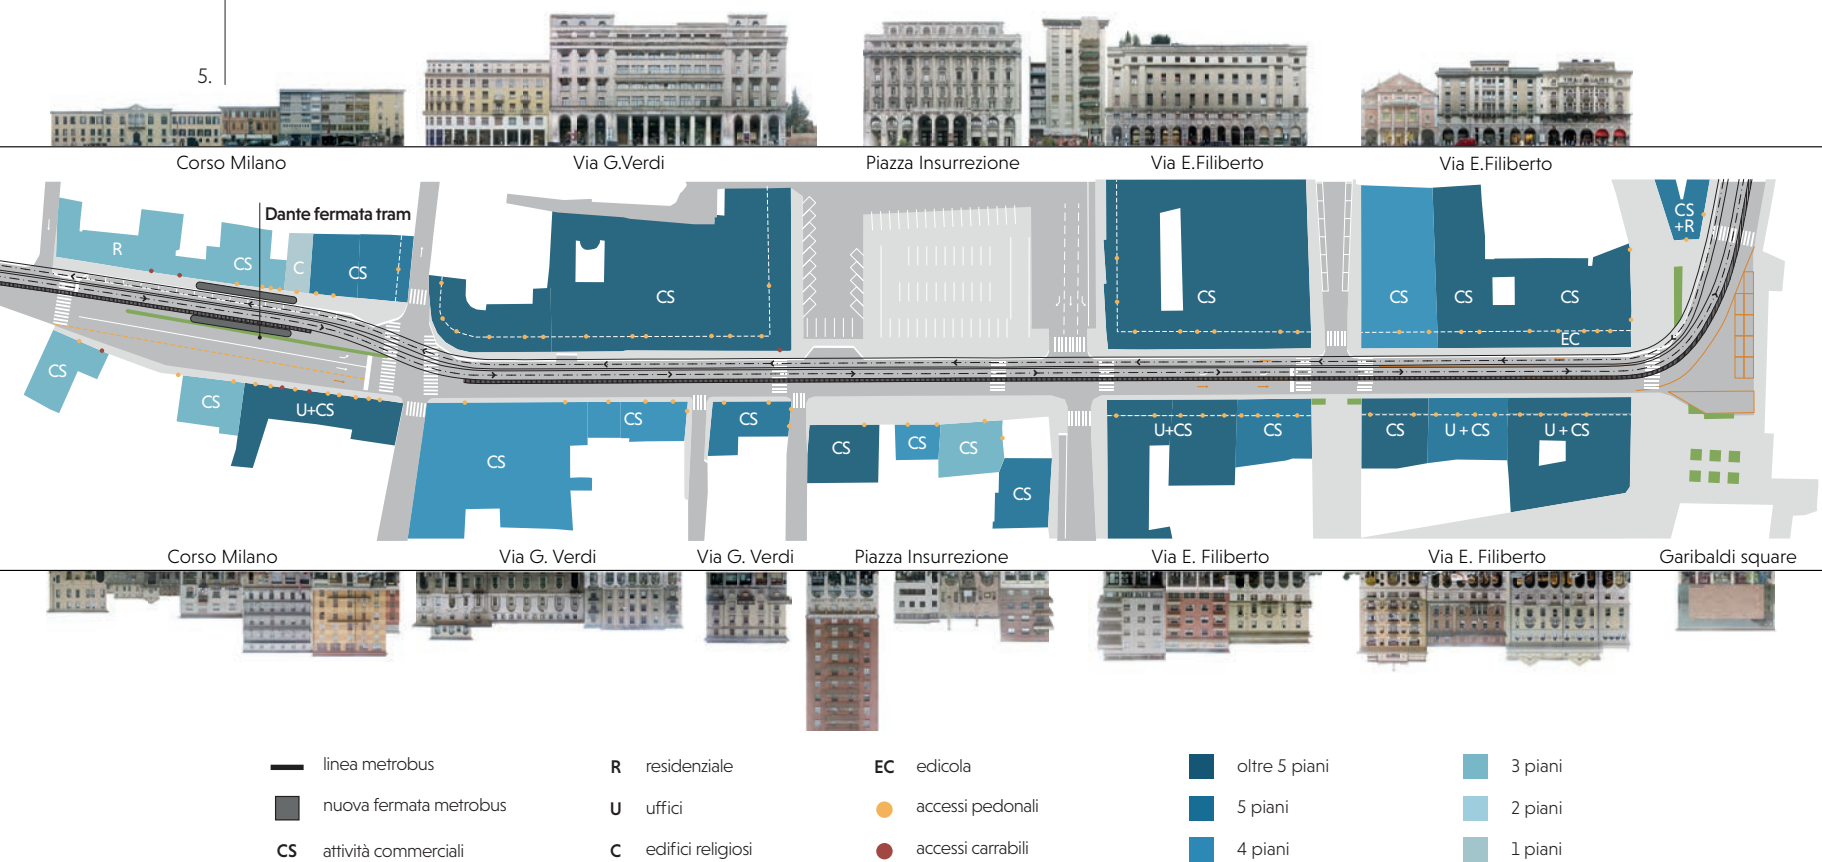 5.
Corso Milano
Via G.Verdi
Piazza Insurrezione
Via E.Filiberto
Via E.Filiberto
Dante fermata tram
CS
+R
R
CS
C
CS
CS
CS
CS
CS
CS
EC
CS
CS
U+CS
CS
CS
CS
CS
CS
CS
CS
U+CS
CS
CS
U + CS
U + CS
Corso Milano
Via G. Verdi
Via G. Verdi
Piazza Insurrezione
Via E. Filiberto
Via E. Filiberto
Garibaldi square
linea metrobus
nuova fermata metrobus
CS attività commerciali
R residenziale
U uffici
C edifici religiosi
EC edicola
accessi pedonali
accessi carrabili
oltre 5 piani
5 piani
4 piani
3 piani
2 piani
1 piani